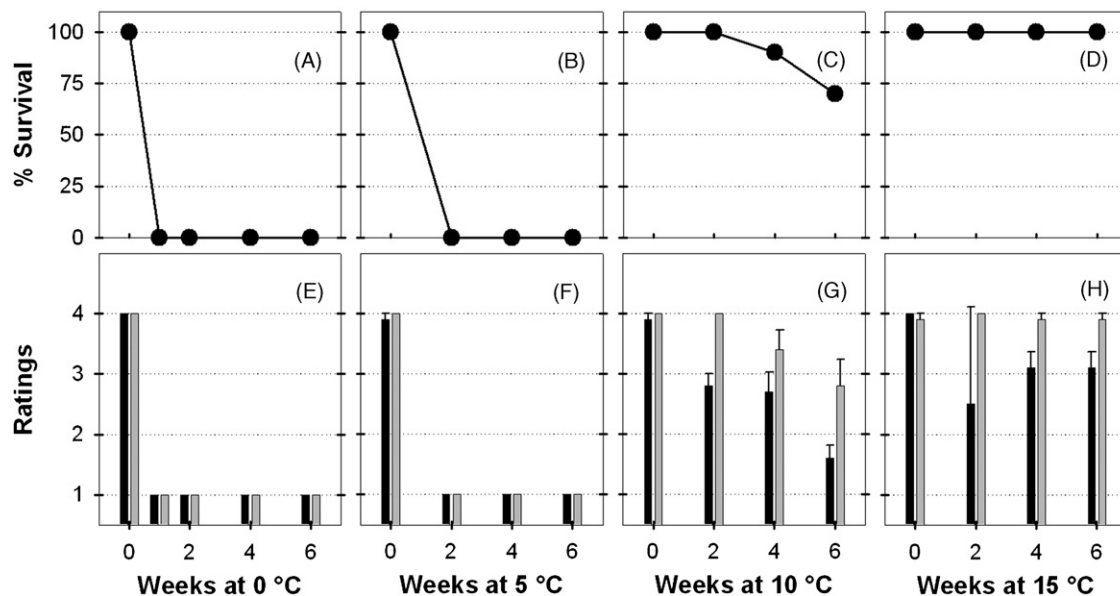 % Survival
100
75
50
25
0
(A)
(B)
(C)
(D)
Ratings
4
3
2
1
(E)
(F)
(G)
(H)
0 2 4 6
0 2 4 6
0 2 4 6
0 2 4 6
Weeks at 0 °C
Weeks at 5 °C
Weeks at 10 °C
Weeks at 15 °C